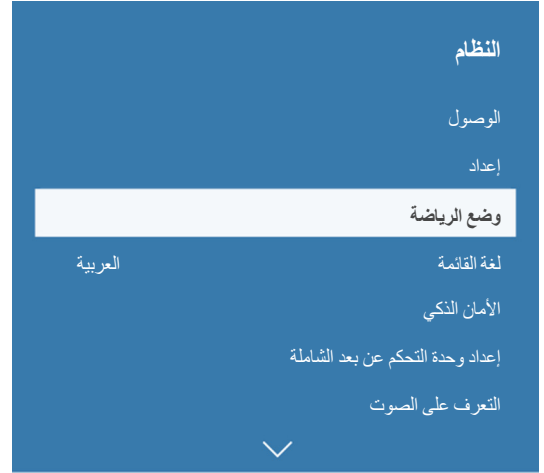 النظام
الوصول
إعداد
وضع الرياضة
لغة القائمة العربية
الأمان الذكي
إعداد وحدة التحكم عن بعد الشاملة
التعرف على الصوت